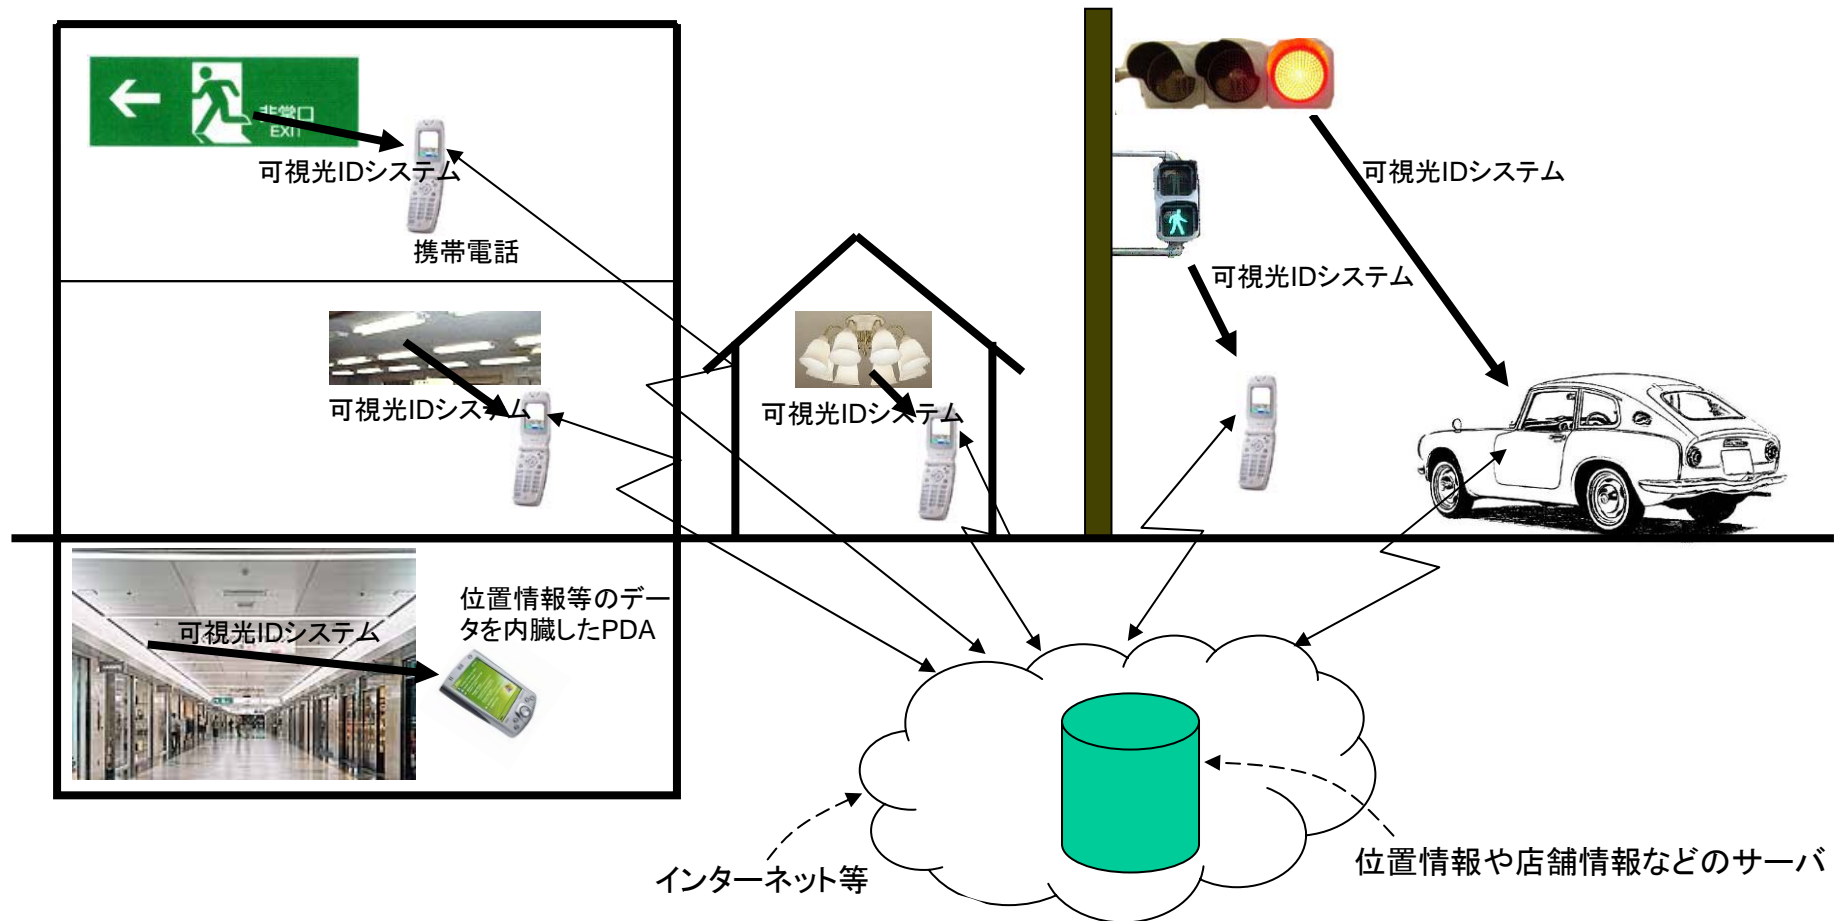 非常口
EXIT
可視光IDシステム
携帯電話
可視光IDシステム
可視光IDシステム
可視光IDシステム
可視光IDシステム
可視光IDシステム
位置情報等のデー
タを内臓したPDA
インターネット等
位置情報や店舗情報などのサーバ